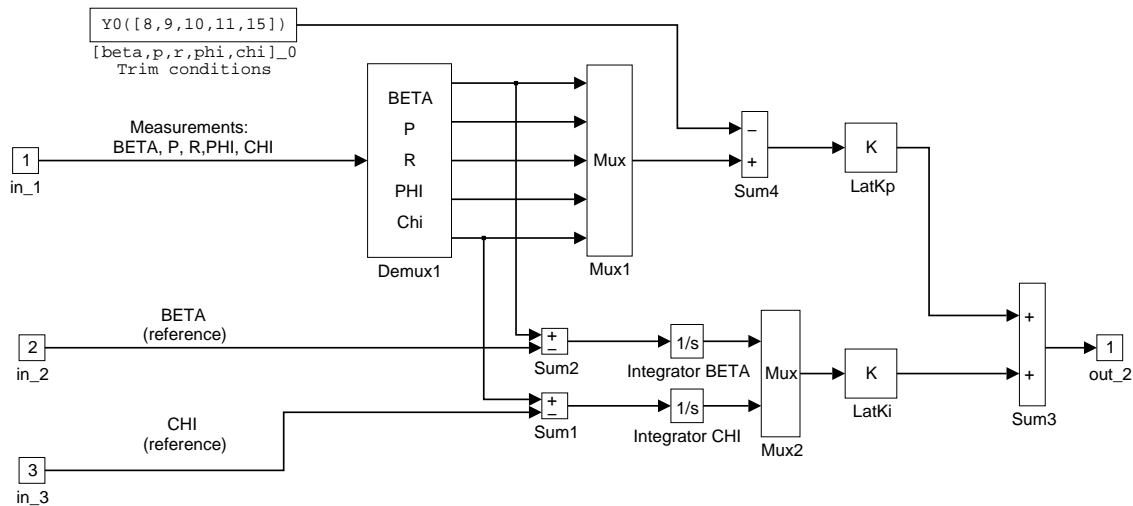 Y0([8,9,10,11,15])
[beta,p,r,phi,chi]_0
Trim conditions
Measurements:
BETA, P, R,PHI, CHI
1
in_1
BETA
P
R
PHI
Chi
Demux1
Mux
Mux1
−
+
Sum4
K
LatKp
BETA
(reference)
2
in_2
+
−
Sum2
1/s
Integrator BETA
CHI
(reference)
3
in_3
+
−
Sum1
1/s
Integrator CHI
Mux
Mux2
K
LatKi
+
+
Sum3
1
out_2